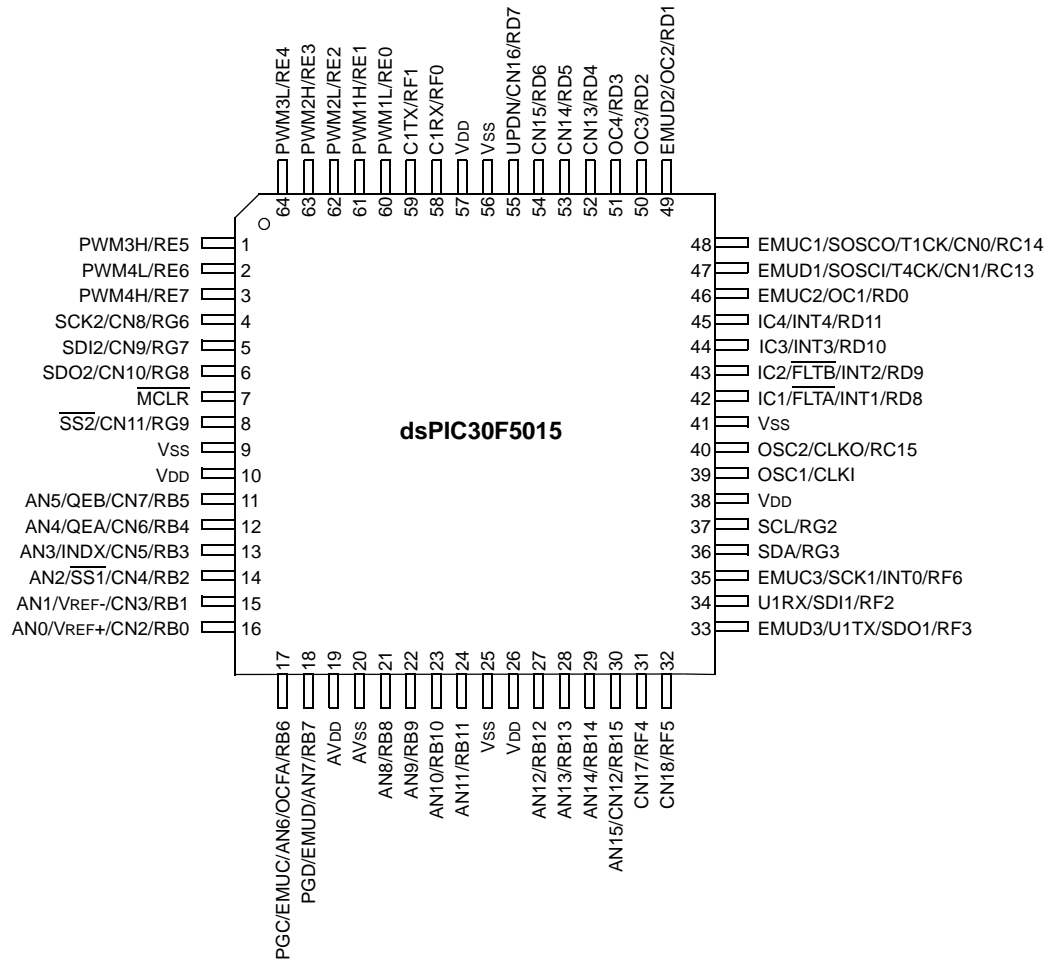 PWM3L/RE4
PWM2H/RE3
PWM2L/RE2
PWM1H/RE1
PWM1L/RE0
C1TX/RF1
C1RX/RF0
VDD
VSS
UPDN/CN16/RD7
CN15/RD6
CN14/RD5
CN13/RD4
OC4/RD3
OC3/RD2
EMUD2/OC2/RD1
64
63
62
61
60
59
58
57
56
55
54
53
52
51
50
49
PWM3H/RE5 1
PWM4L/RE6 2
PWM4H/RE7 3
SCK2/CN8/RG6 4
SDI2/CN9/RG7 5
SDO2/CN10/RG8 6
MCLR 7
SS2/CN11/RG9 8
VSS 9
VDD 10
AN5/QEB/CN7/RB5 11
AN4/QEA/CN6/RB4 12
AN3/INDX/CN5/RB3 13
AN2/SS1/CN4/RB2 14
AN1/VREF-/CN3/RB1 15
AN0/VREF+/CN2/RB0 16
dsPIC30F5015
48 EMUC1/SOSCO/T1CK/CN0/RC14
47 EMUD1/SOSCI/T4CK/CN1/RC13
46 EMUC2/OC1/RD0
45 IC4/INT4/RD11
44 IC3/INT3/RD10
43 IC2/FLTB/INT2/RD9
42 IC1/FLTA/INT1/RD8
41 VSS
40 OSC2/CLKO/RC15
39 OSC1/CLKI
38 VDD
37 SCL/RG2
36 SDA/RG3
35 EMUC3/SCK1/INT0/RF6
34 U1RX/SDI1/RF2
33 EMUD3/U1TX/SDO1/RF3
17
18
19
20
21
22
23
24
25
26
27
28
29
30
31
32
PGC/EMUC/AN6/OCFA/RB6
PGD/EMUD/AN7/RB7
AVDD
AVSS
AN8/RB8
AN9/RB9
AN10/RB10
AN11/RB11
VSS
VDD
AN12/RB12
AN13/RB13
AN14/RB14
AN15/CN12/RB15
CN17/RF4
CN18/RF5